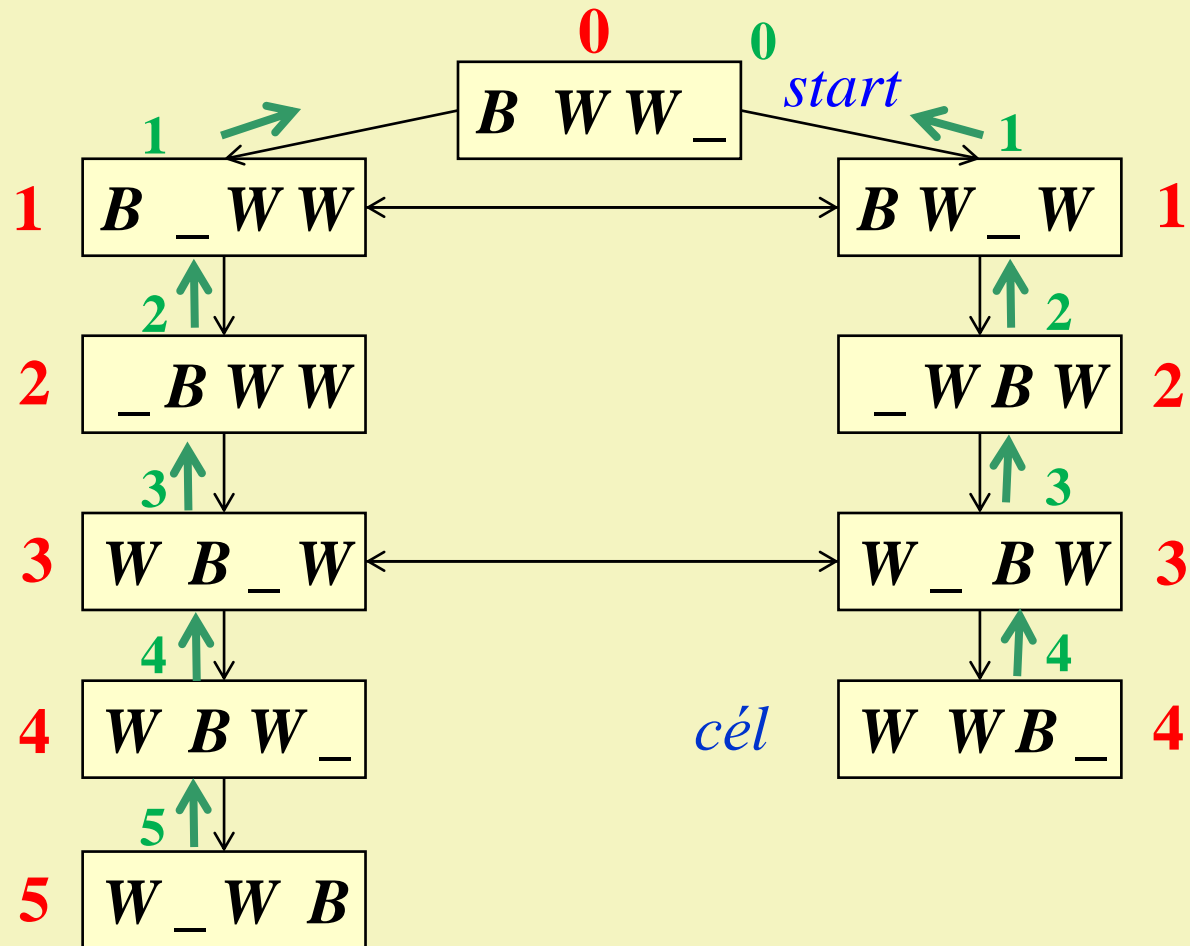 0 0
B W W _ start
1 1
1 B _ W W B W _ W 1
2 2
2 _ B W W _ W B W 2
3 3
3 W B _ W W _ B W 3
4 4
4 W B W _ cél W W B _ 4
5
5 W _ W B